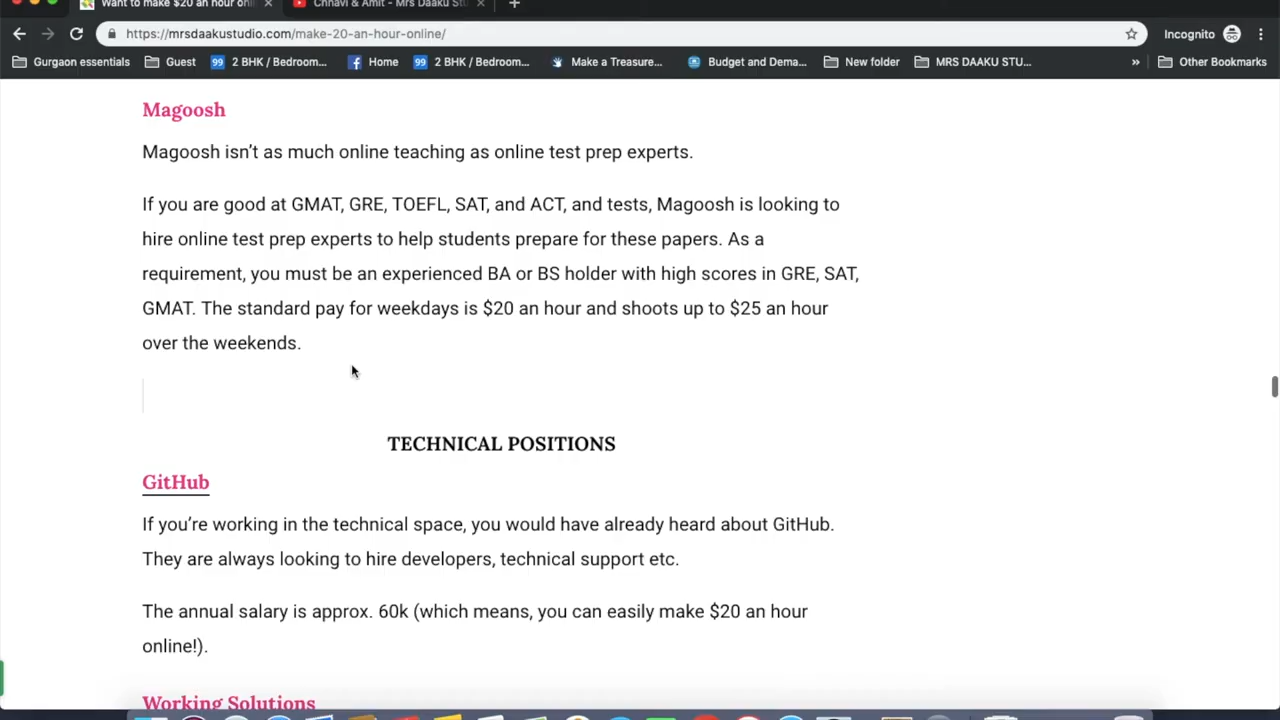 Want to make $20 an hour onl
Chhavi & Amit - Mrs Daaku Stu
https://mrsdaakustudio.com/make-20-an-hour-online/
Incognito
Gurgaon essentials
Guest
2 BHK / Bedroom...
Home
2 BHK / Bedroom...
Make a Treasure...
Budget and Dema...
New folder
MRS DAAKU STU...
»
Other Bookmarks
Magoosh
Magoosh isn’t as much online teaching as online test prep experts.
If you are good at GMAT, GRE, TOEFL, SAT, and ACT, and tests, Magoosh is looking to
hire online test prep experts to help students prepare for these papers. As a
requirement, you must be an experienced BA or BS holder with high scores in GRE, SAT,
GMAT. The standard pay for weekdays is $20 an hour and shoots up to $25 an hour
over the weekends.
TECHNICAL POSITIONS
GitHub
If you’re working in the technical space, you would have already heard about GitHub.
They are always looking to hire developers, technical support etc.
The annual salary is approx. 60k (which means, you can easily make $20 an hour
online!).
Working Solutions